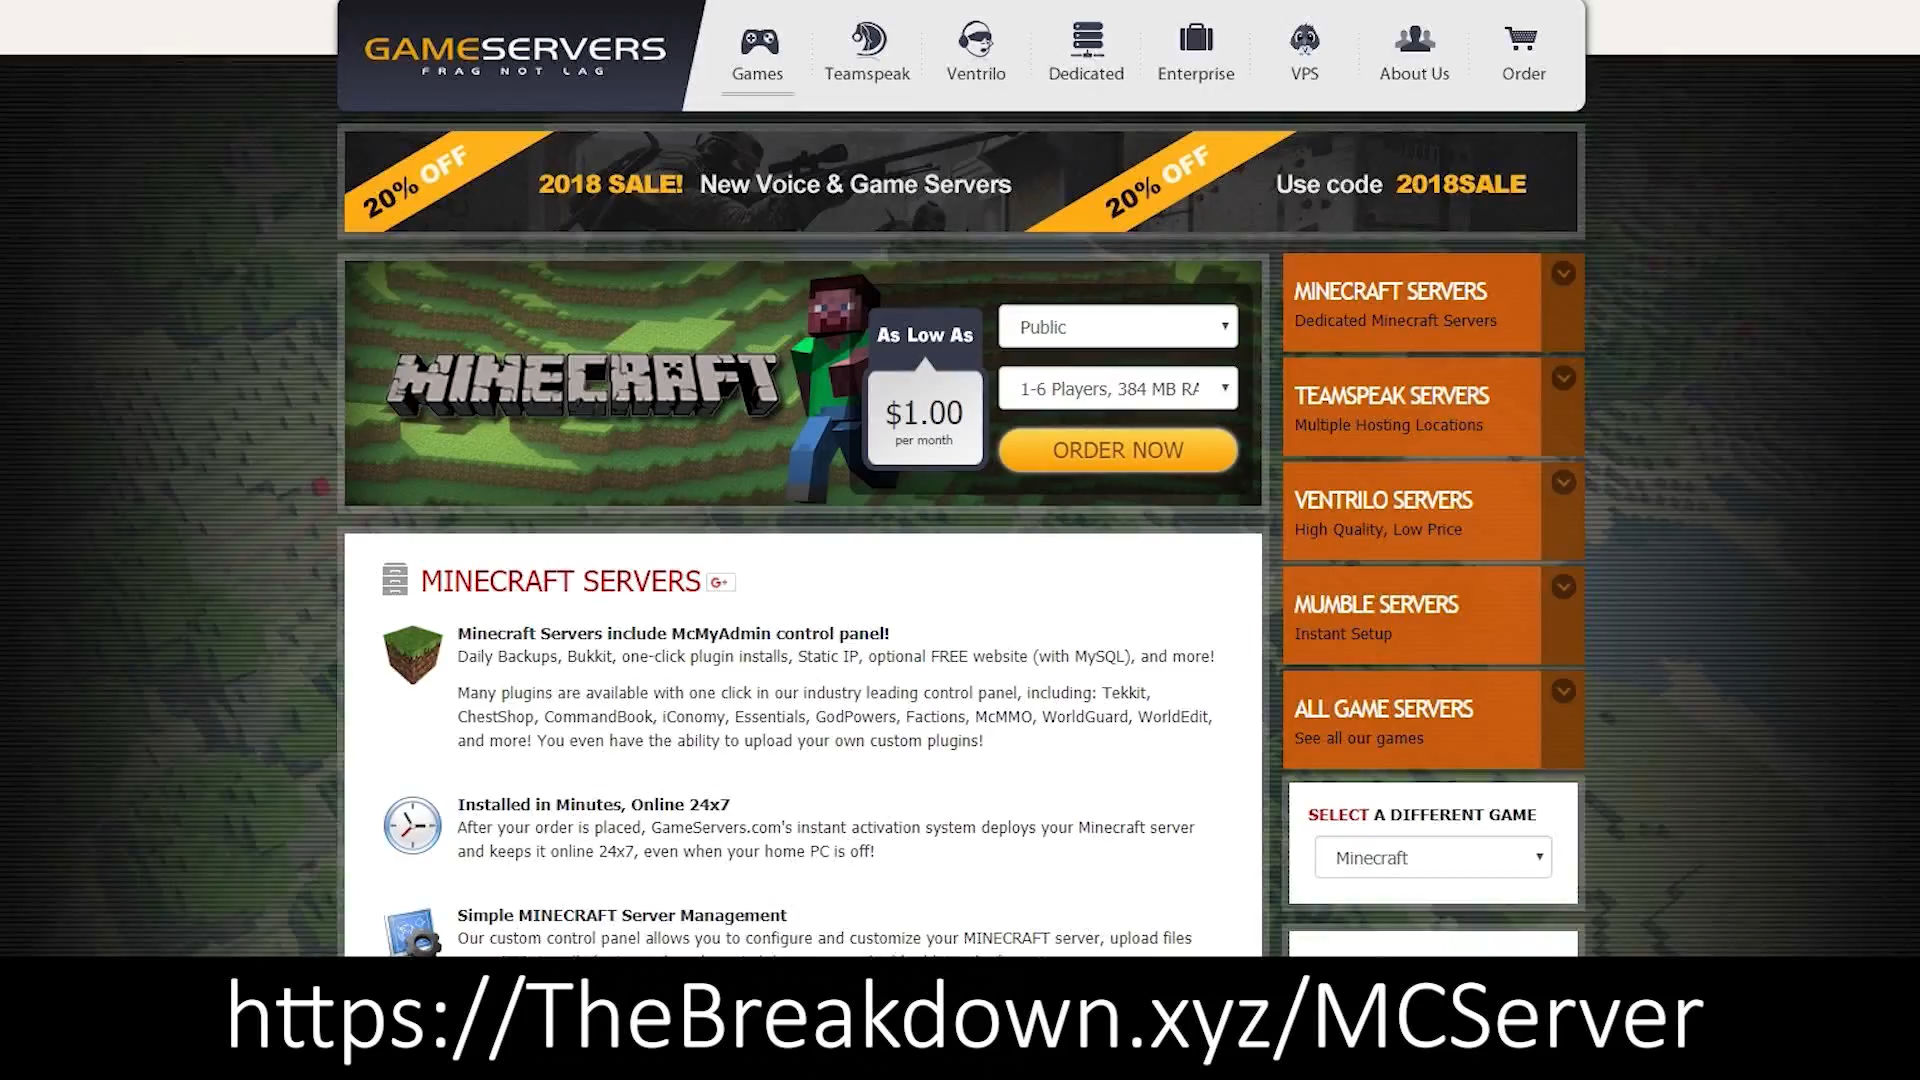 GAMESERVERS
FRAG NOT LAG
Games
Teamspeak
Ventrilo
Dedicated
Enterprise
VPS
About Us
Order
20% OFF
2018 SALE! New Voice & Game Servers
20% OFF
Use code 2018SALE
MINECRAFT
As Low As
$1.00
per month
Public
1-6 Players, 384 MB RA
ORDER NOW
MINECRAFT SERVERS
Dedicated Minecraft Servers
TEAMSPEAK SERVERS
Multiple Hosting Locations
VENTRILO SERVERS
High Quality, Low Price
MUMBLE SERVERS
Instant Setup
ALL GAME SERVERS
See all our games
SELECT A DIFFERENT GAME
Minecraft
MINECRAFT SERVERS G+
Minecraft Servers include McMyAdmin control panel!
Daily Backups, Bukkit, one-click plugin installs, Static IP, optional FREE website (with MySQL), and more!
Many plugins are available with one click in our industry leading control panel, including: Tekkit,
ChestShop, CommandBook, iConomy, Essentials, GodPowers, Factions, McMMO, WorldGuard, WorldEdit,
and more! You even have the ability to upload your own custom plugins!
Installed in Minutes, Online 24x7
After your order is placed, GameServers.com's instant activation system deploys your Minecraft server
and keeps it online 24x7, even when your home PC is off!
Simple MINECRAFT Server Management
Our custom control panel allows you to configure and customize your MINECRAFT server, upload files
https://TheBreakdown.xyz/MCServer